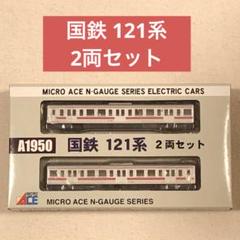 国鉄 121系
2両セット
MICRO ACE N-GAUGE SERIES ELECTRIC CARS
A1950 国鉄 121系 2両セット
MICRO ACE MICRO ACE N-GAUGE SERIES